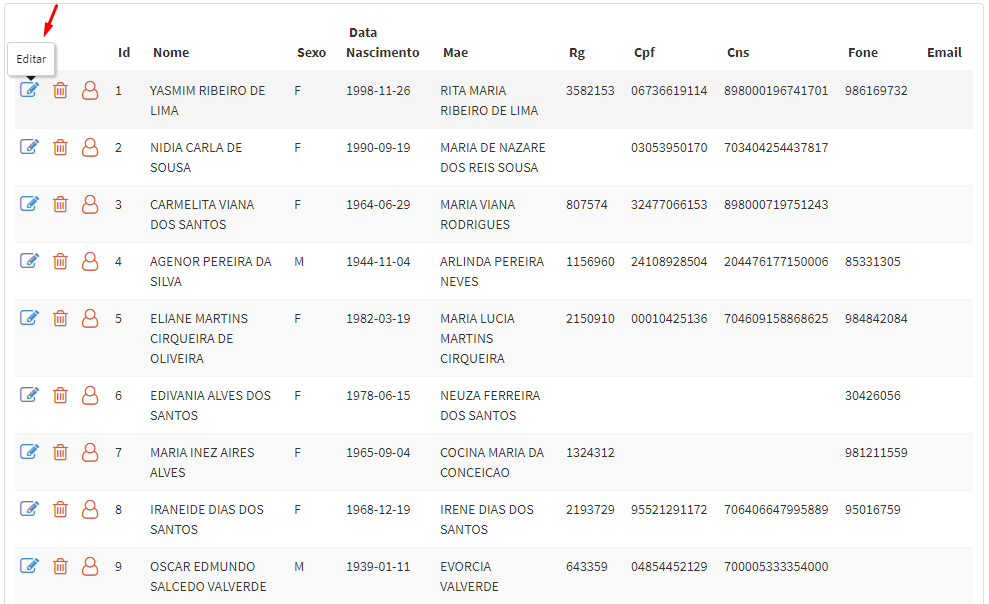 Editar
Id Nome Sexo Data Nascimento Mae Rg Cpf Cns Fone Email
1 YASMIM RIBEIRO DE F 1998-11-26 RITA MARIA 3582153 06736619114 898000196741701 986169732
LIMA RIBEIRO DE LIMA
2 NIDIA CARLA DE F 1990-09-19 MARIA DE NAZARE 03053950170 703404254437817
SOUSA DOS REIS SOUSA
3 CARMELITA VIANA F 1964-06-29 MARIA VIANA 807574 32477066153 898000719751243
DOS SANTOS RODRIGUES
4 AGENOR PEREIRA DA M 1944-11-04 ARLINDA PEREIRA 1156960 24108928504 204476177150006 85331305
SILVA NEVES
5 ELIANE MARTINS F 1982-03-19 MARIA LUCIA 2150910 00010425136 704609158868625 984842084
CIRQUEIRA DE MARTINS
OLIVEIRA CIRQUEIRA
6 EDIVANIA ALVES DOS F 1978-06-15 NEUZA FERREIRA 30426056
SANTOS DOS SANTOS
7 MARIA INEZ AIRES F 1965-09-04 COCINA MARIA DA 1324312 981211559
ALVES CONCEICAO
8 IRANEIDE DIAS DOS F 1968-12-19 IRENE DIAS DOS 2193729 95521291172 706406647995889 95016759
SANTOS SANTOS
9 OSCAR EDMUNDO M 1939-01-11 EVORCIA 643359 04854452129 700005333354000
SALCEDO VALVERDE VALVERDE